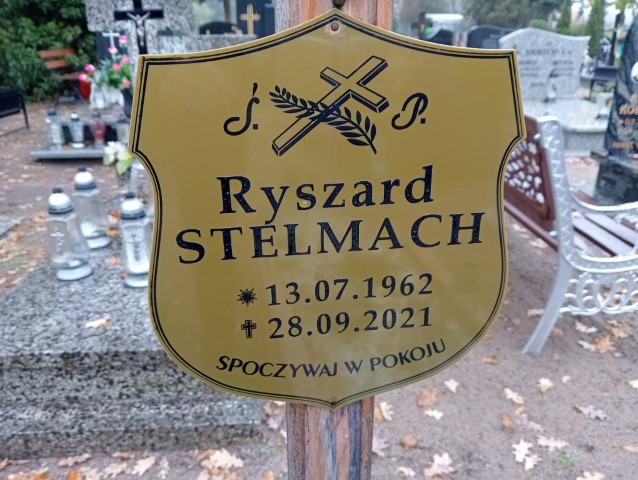 Ś. P.
Ryszard
STELMACH
13.07.1962
28.09.2021
SPOCZYWAJ W POKOJU